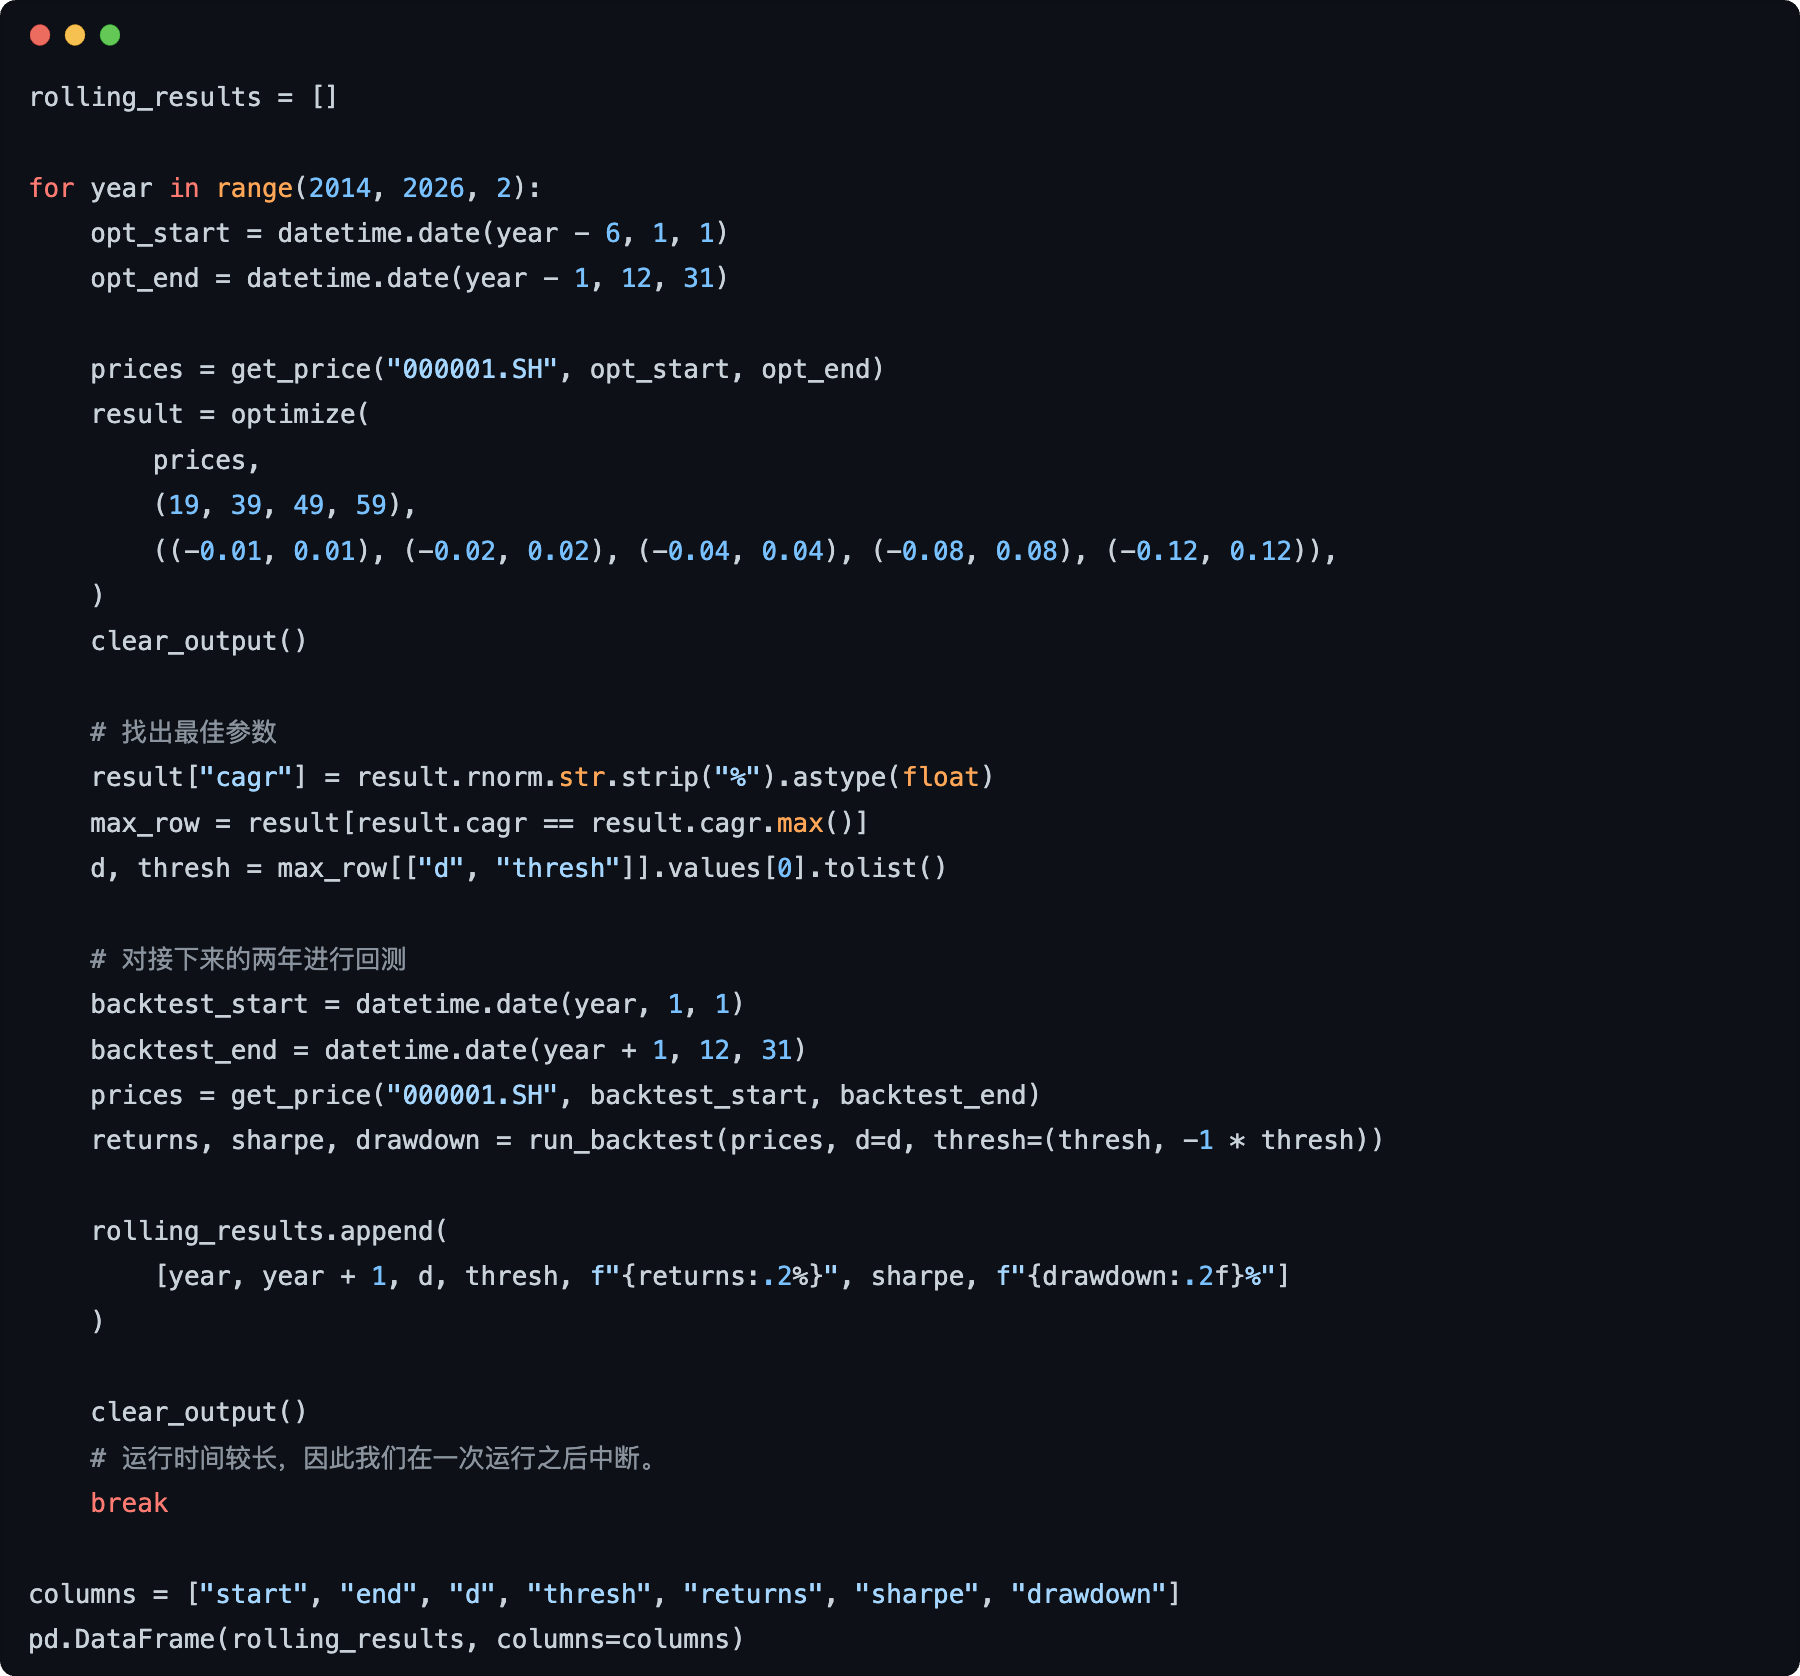 rolling_results = []
for year in range(2014, 2026, 2):
    opt_start = datetime.date(year - 6, 1, 1)
    opt_end = datetime.date(year - 1, 12, 31)
    prices = get_price("000001.SH", opt_start, opt_end)
    result = optimize(
        prices,
        (19, 39, 49, 59),
        ((-0.01, 0.01), (-0.02, 0.02), (-0.04, 0.04), (-0.08, 0.08), (-0.12, 0.12)),
    )
    clear_output()
    # 找出最佳参数
    result["cagr"] = result.rnorm.str.strip("%").astype(float)
    max_row = result[result.cagr == result.cagr.max()]
    d, thresh = max_row[["d", "thresh"]].values[0].tolist()
    # 对接下来的两年进行回测
    backtest_start = datetime.date(year, 1, 1)
    backtest_end = datetime.date(year + 1, 12, 31)
    prices = get_price("000001.SH", backtest_start, backtest_end)
    returns, sharpe, drawdown = run_backtest(prices, d=d, thresh=(thresh, -1 * thresh))
    rolling_results.append(
        [year, year + 1, d, thresh, f"{returns:.2%}", sharpe, f"{drawdown:.2f}%"]
    )
    clear_output()
    # 运行时间较长，因此我们在一次运行之后中断。
    break
columns = ["start", "end", "d", "thresh", "returns", "sharpe", "drawdown"]
pd.DataFrame(rolling_results, columns=columns)